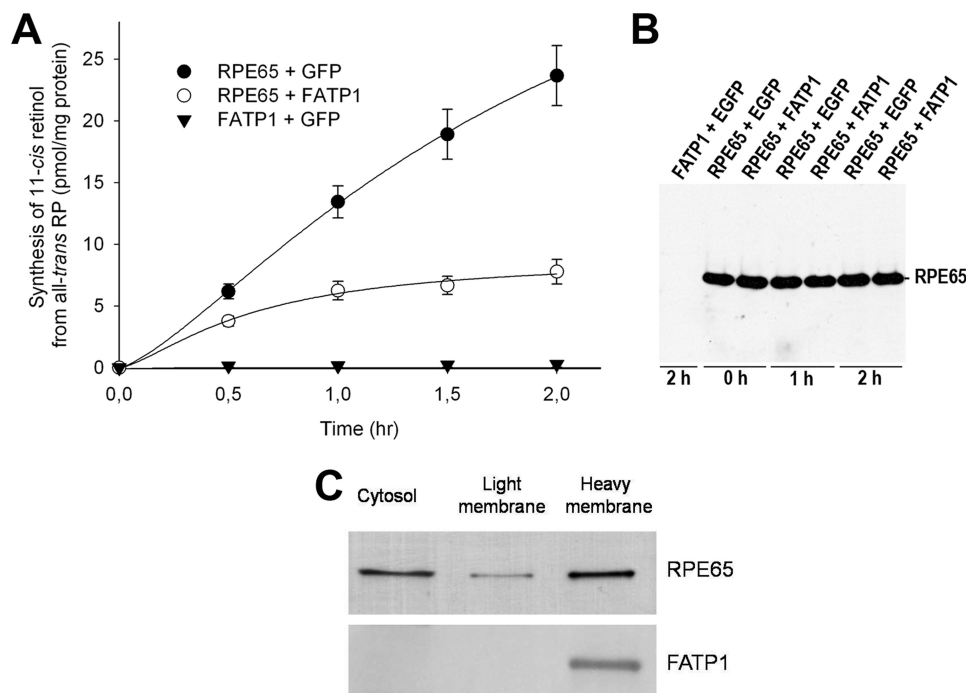 A
Synthesis of 11-cis retinol
from all-trans RP (pmol/mg protein)
25
20
15
10
5
0
RPE65 + GFP
RPE65 + FATP1
FATP1 + GFP
0,0
0,5
1,0
1,5
2,0
Time (hr)
B
FATP1 + EGFP
RPE65 + EGFP
RPE65 + FATP1
RPE65 + EGFP
RPE65 + FATP1
RPE65 + EGFP
RPE65 + FATP1
- RPE65
2 h
0 h
1 h
2 h
C
Cytosol
Light
membrane
Heavy
membrane
RPE65
FATP1